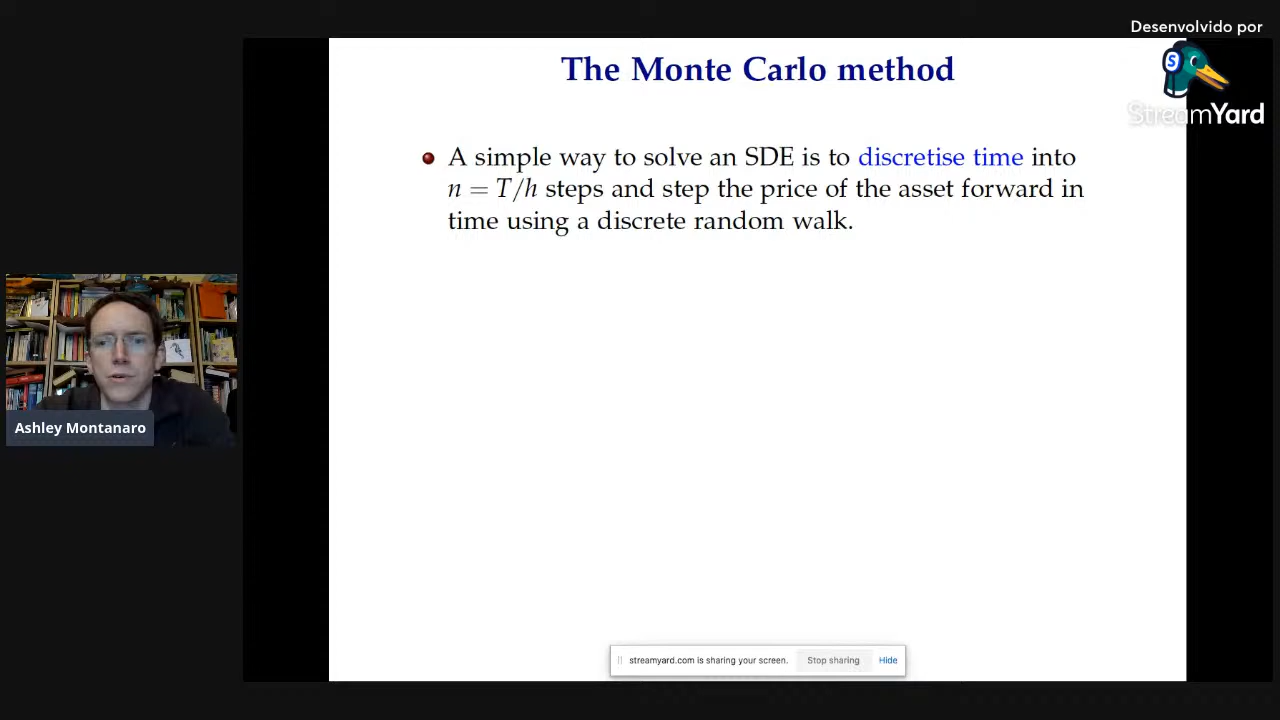 Desenvolvido por
S
StreamYard
The Monte Carlo method
A simple way to solve an SDE is to discretise time into
n = T/h steps and step the price of the asset forward in
time using a discrete random walk.
Ashley Montanaro
streamyard.com is sharing your screen. Stop sharing Hide